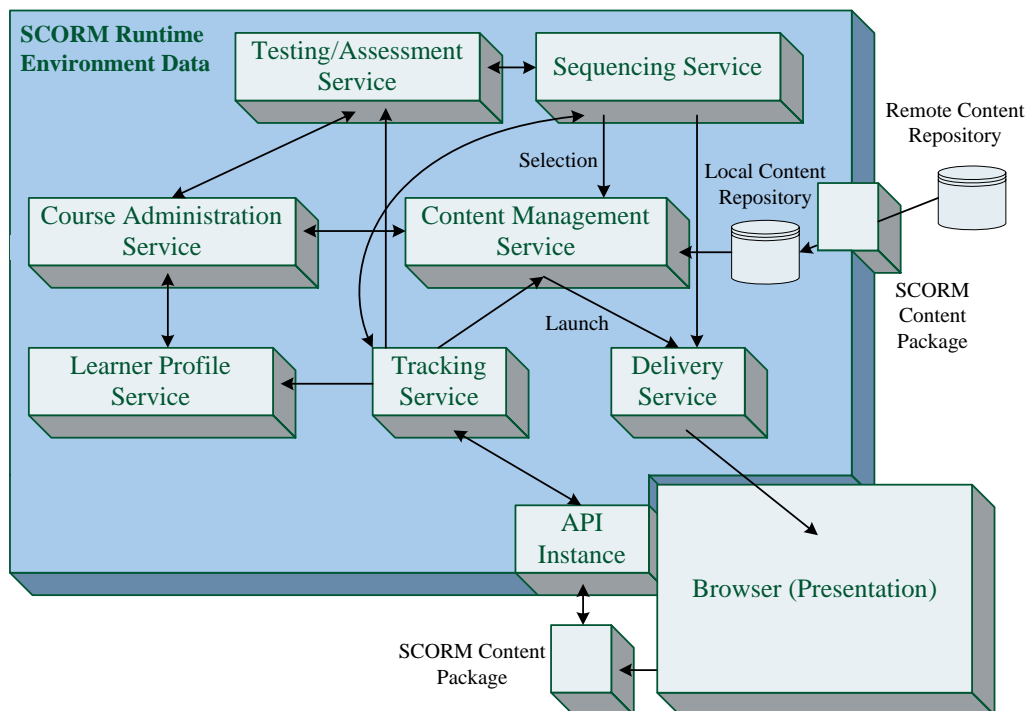 SCORM Runtime
Environment Data
Testing/Assessment
Service
Sequencing Service
Remote Content
Repository
Selection
Local Content
Repository
Course Administration
Service
Content Management
Service
SCORM
Content
Package
Launch
Learner Profile
Service
Tracking
Service
Delivery
Service
API
Instance
Browser (Presentation)
SCORM Content
Package